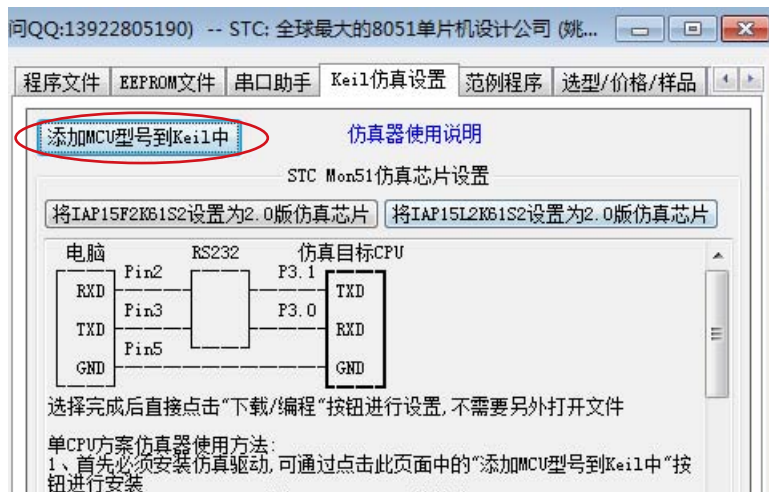 问QQ:13922805190) -- STC: 全球最大的8051单片机设计公司 (姚...
程序文件 EEPROM文件 串口助手 Keil仿真设置 范例程序 选型/价格/样品
添加MCU型号到Keil中 仿真器使用说明
STC Mon51仿真芯片设置
将IAP15F2K61S2设置为2.0版仿真芯片 将IAP15L2K61S2设置为2.0版仿真芯片
电脑 RS232 仿真目标CPU
Pin2 P3.1
RXD TXD
Pin3 P3.0
TXD RXD
Pin5
GND GND
选择完成后直接点击“下载/编程”按钮进行设置,不需要另外打开文件
单CPU方案仿真器使用方法:
1、首先必须安装仿真驱动,可通过点击此页面中的“添加MCU型号到Keil中”按
钮进行安装